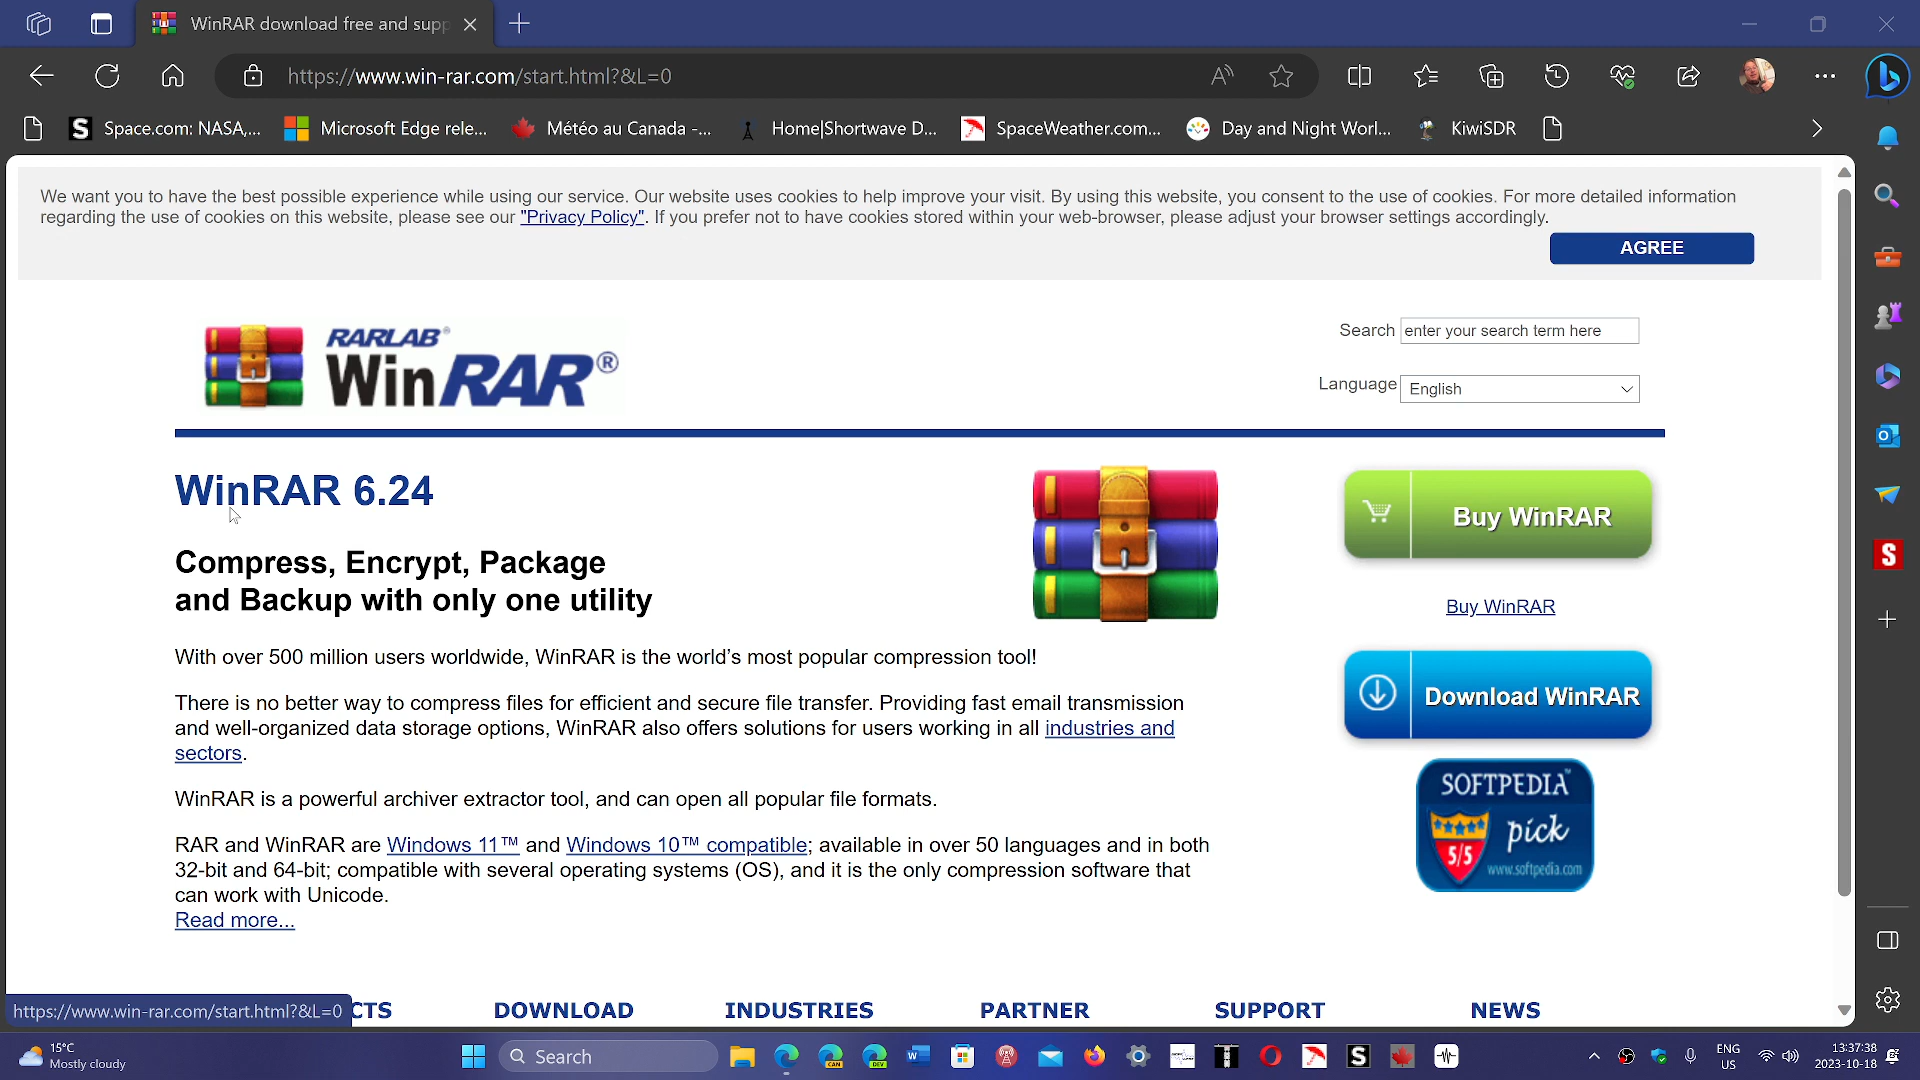 WinRAR download free and supp
https://www.win-rar.com/start.html?&L=0
Space.com: NASA,...
Microsoft Edge rele...
Météo au Canada -...
Home|Shortwave D...
SpaceWeather.com...
Day and Night Worl...
KiwiSDR
We want you to have the best possible experience while using our service. Our website uses cookies to help improve your visit. By using this website, you consent to the use of cookies. For more detailed information
regarding the use of cookies on this website, please see our "Privacy Policy". If you prefer not to have cookies stored within your web-browser, please adjust your browser settings accordingly.
AGREE
RARLAB®
WinRAR®
Search enter your search term here
Language English
WinRAR 6.24
Compress, Encrypt, Package
and Backup with only one utility
With over 500 million users worldwide, WinRAR is the world's most popular compression tool!
There is no better way to compress files for efficient and secure file transfer. Providing fast email transmission
and well-organized data storage options, WinRAR also offers solutions for users working in all industries and
sectors.
WinRAR is a powerful archiver extractor tool, and can open all popular file formats.
RAR and WinRAR are Windows 11™ and Windows 10™ compatible; available in over 50 languages and in both
32-bit and 64-bit; compatible with several operating systems (OS), and it is the only compression software that
can work with Unicode.
Read more...
Buy WinRAR
Buy WinRAR
Download WinRAR
SOFTPEDIA™
pick
5/5
www.softpedia.com
https://www.win-rar.com/start.html?&L=0
CTS
DOWNLOAD
INDUSTRIES
PARTNER
SUPPORT
NEWS
15°C
Mostly cloudy
Search
CAN
DEV
ENG
US
13:37:38
2023-10-18